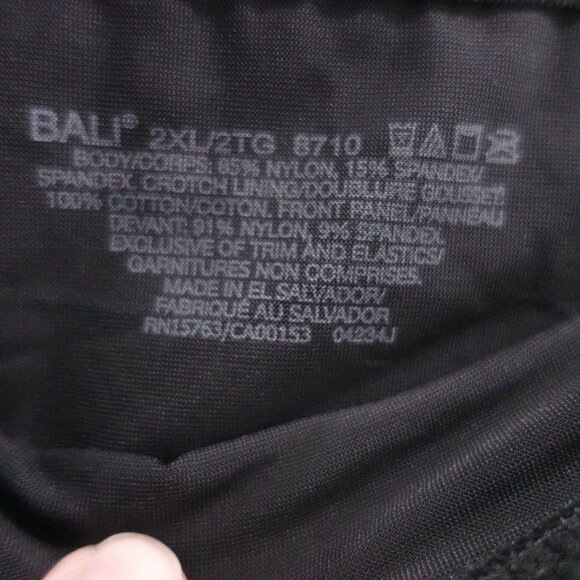 BALI® 2XL/2TG 8710
BODY/CORPS: 85% NYLON, 15% SPANDEX/
SPANDEX. CROTCH LINING/DOUBLURE GOUSSET
100% COTTON/COTON. FRONT PANEL/PANNEAU
DEVANT: 91% NYLON, 9% SPANDEX.
EXCLUSIVE OF TRIM AND ELASTICS/
GARNITURES NON COMPRISES.
MADE IN EL SALVADOR/
FABRIQUÉ AU SALVADOR
RN15763/CA00153 04234J